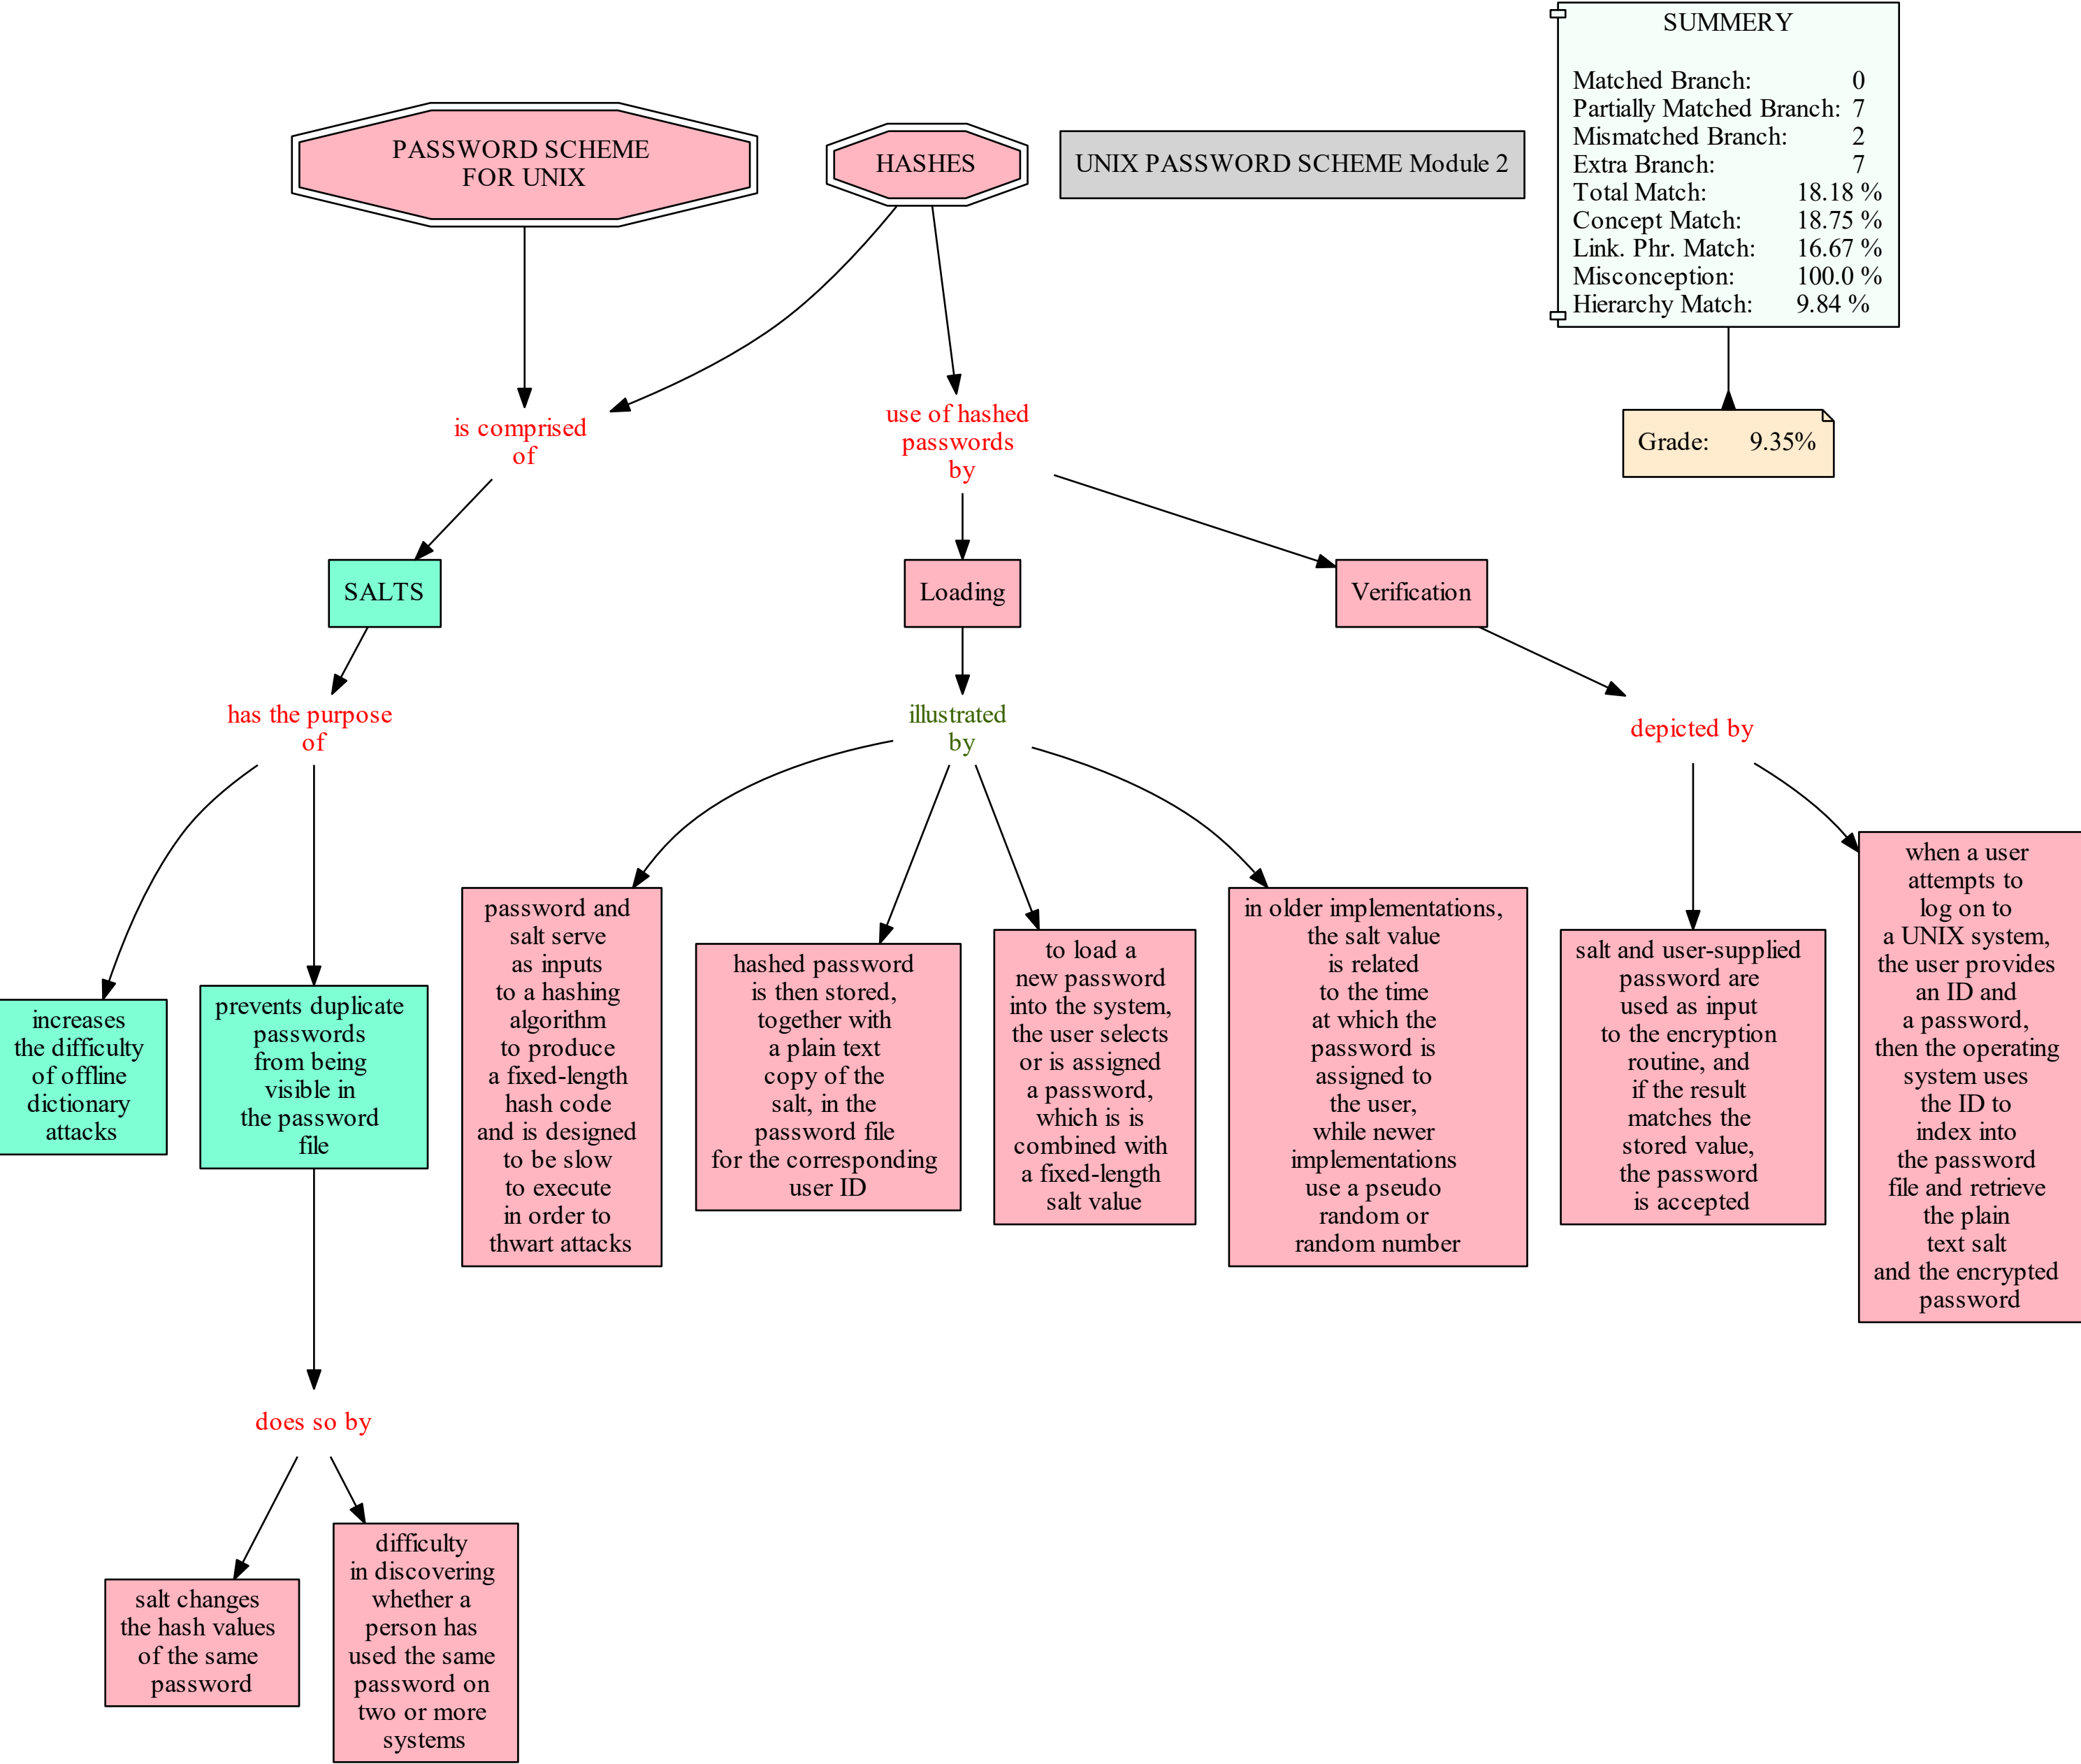 SUMMERY
Matched Branch: 0
Partially Matched Branch: 7
Mismatched Branch: 2
Extra Branch: 7
Total Match: 18.18 %
Concept Match: 18.75 %
Link. Phr. Match: 16.67 %
Misconception: 100.0 %
Hierarchy Match: 9.84 %
PASSWORD SCHEME
FOR UNIX
HASHES
UNIX PASSWORD SCHEME Module 2
Grade: 9.35%
is comprised
of
use of hashed
passwords
by
SALTS
Loading
Verification
has the purpose
of
illustrated
by
depicted by
increases
the difficulty
of offline
dictionary
attacks
prevents duplicate
passwords
from being
visible in
the password
file
password and
salt serve
as inputs
to a hashing
algorithm
to produce
a fixed-length
hash code
and is designed
to be slow
to execute
in order to
thwart attacks
hashed password
is then stored,
together with
a plain text
copy of the
salt, in the
password file
for the corresponding
user ID
to load a
new password
into the system,
the user selects
or is assigned
a password,
which is is
combined with
a fixed-length
salt value
in older implementations,
the salt value
is related
to the time
at which the
password is
assigned to
the user,
while newer
implementations
use a pseudo
random or
random number
salt and user-supplied
password are
used as input
to the encryption
routine, and
if the result
matches the
stored value,
the password
is accepted
when a user
attempts to
log on to
a UNIX system,
the user provides
an ID and
a password,
then the operating
system uses
the ID to
index into
the password
file and retrieve
the plain
text salt
and the encrypted
password
does so by
salt changes
the hash values
of the same
password
difficulty
in discovering
whether a
person has
used the same
password on
two or more
systems